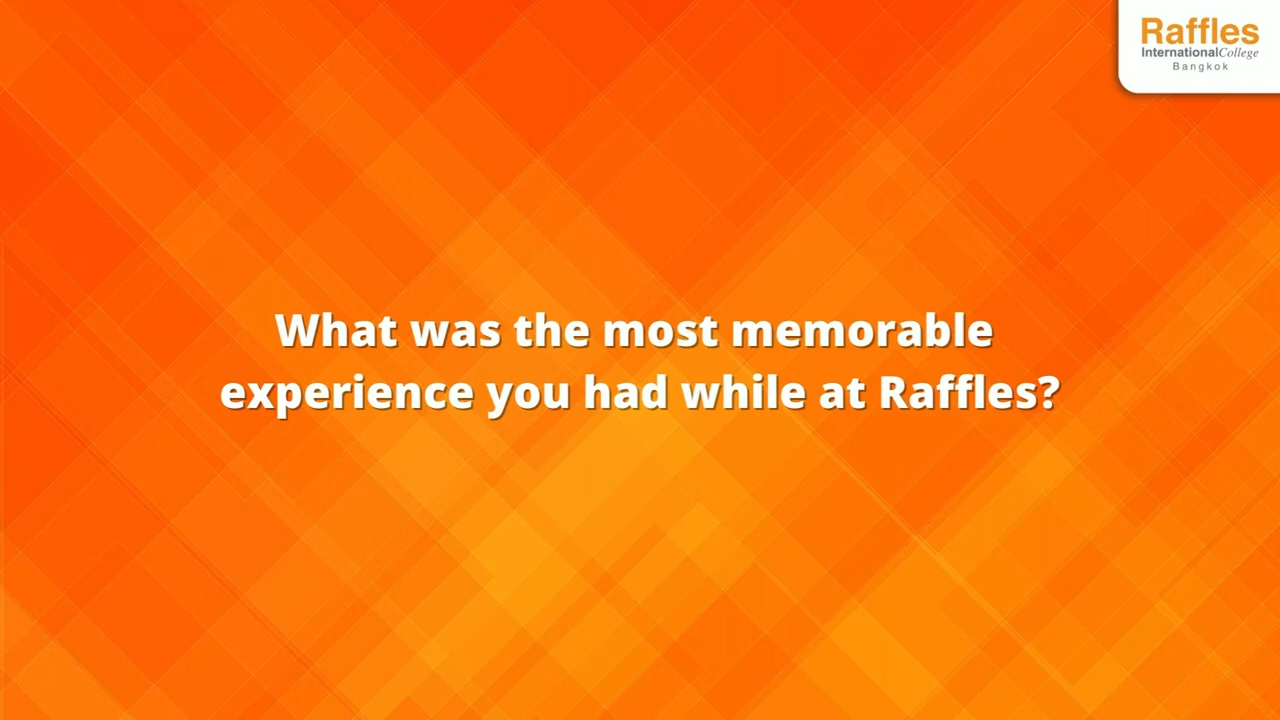 Raffles
InternationalCollege
Bangkok
What was the most memorable
experience you had while at Raffles?